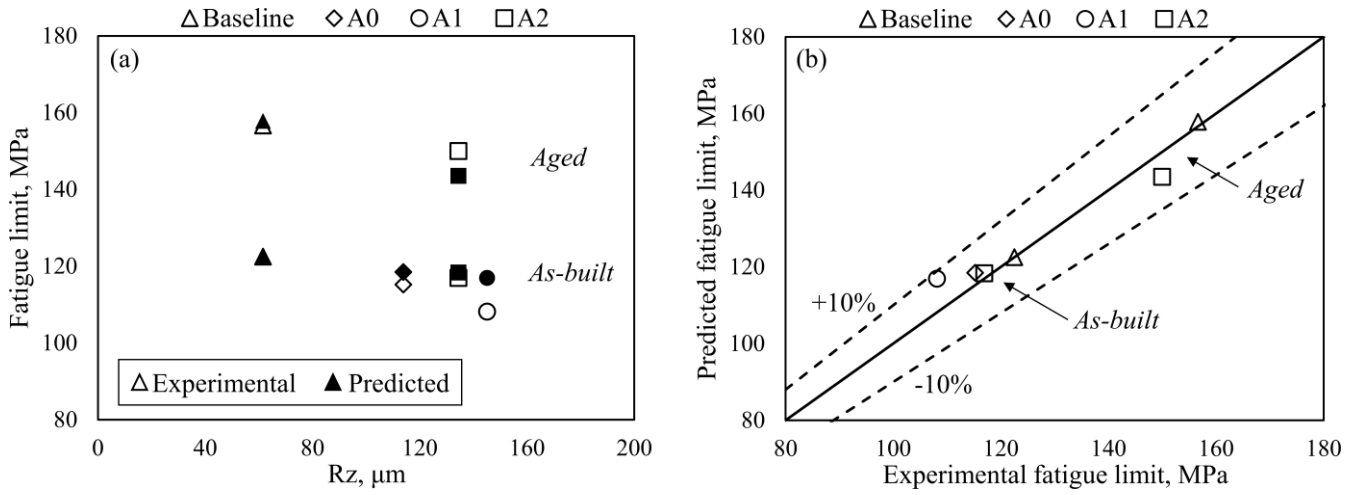 △Baseline ◇A0 ○A1 □A2
(a)
Fatigue limit, MPa
180
160
140
120
100
80
Aged
As-built
△Experimental ▲Predicted
0 40 80 120 160 200
Rz, μm
△Baseline ◇A0 ○A1 □A2
(b)
Predicted fatigue limit, MPa
180
160
140
120
100
80
Aged
As-built
+10%
-10%
80 100 120 140 160 180
Experimental fatigue limit, MPa